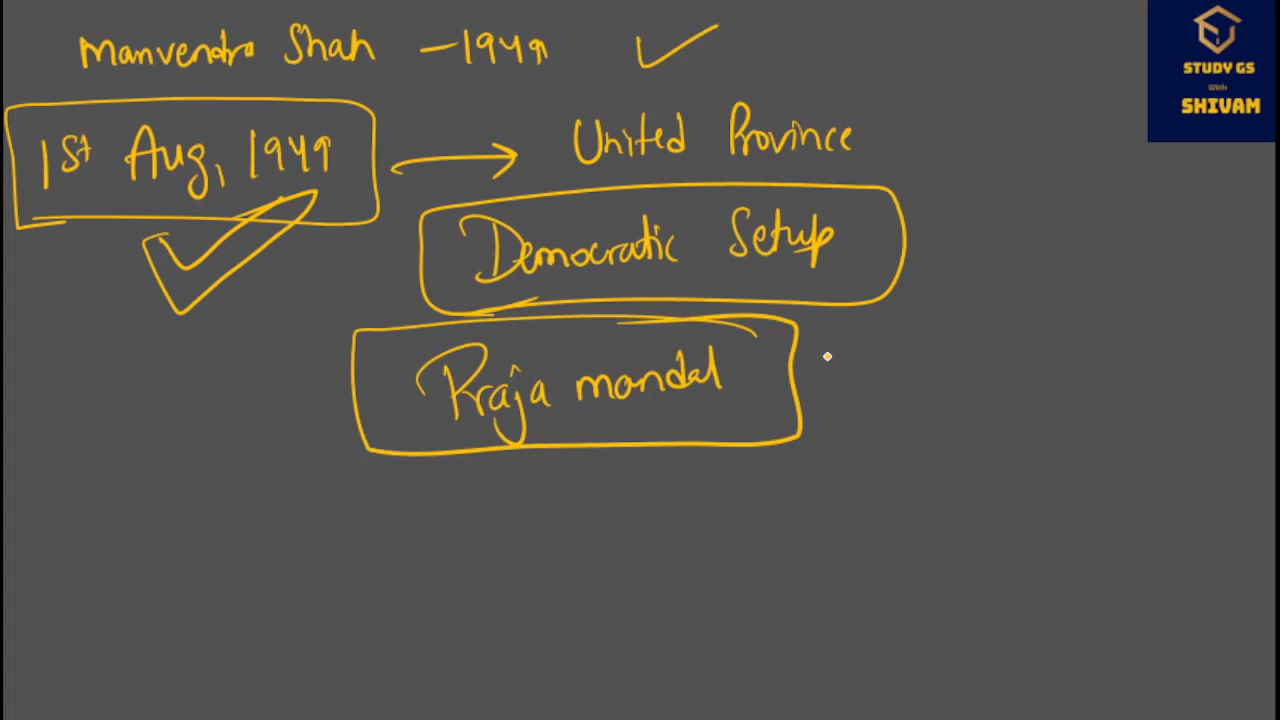 Manvendra Shah - 1949
1st Aug, 1949 → United Province
Democratic Setup
Praja mandal
STUDY GS
With
SHIVAM